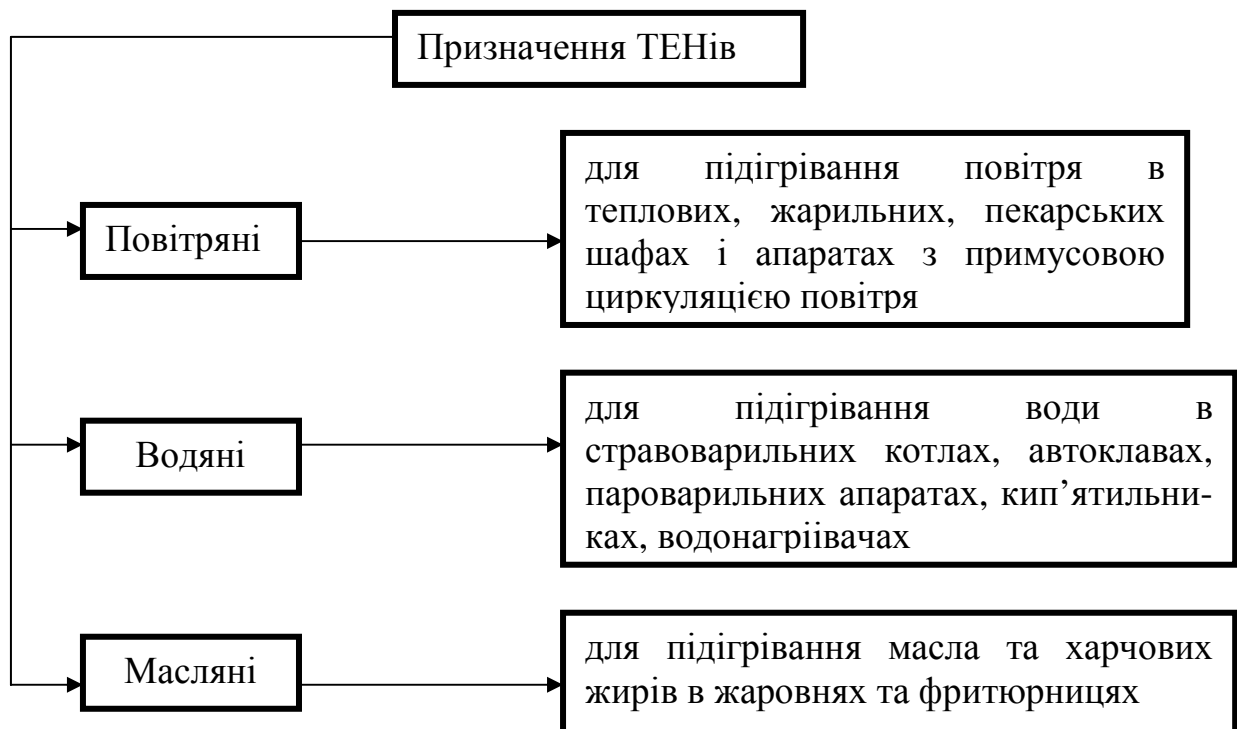 Призначення ТЕНів
Повітряні
для підігрівання повітря в
теплових, жарильних, пекарських
шафах і апаратах з примусовою
циркуляцією повітря
Водяні
для підігрівання води в
стравоварильних котлах, автоклавах,
пароварильних апаратах, кип’ятильни-
ках, водонагріівачах
Масляні
для підігрівання масла та харчових
жирів в жаровнях та фритюрницях